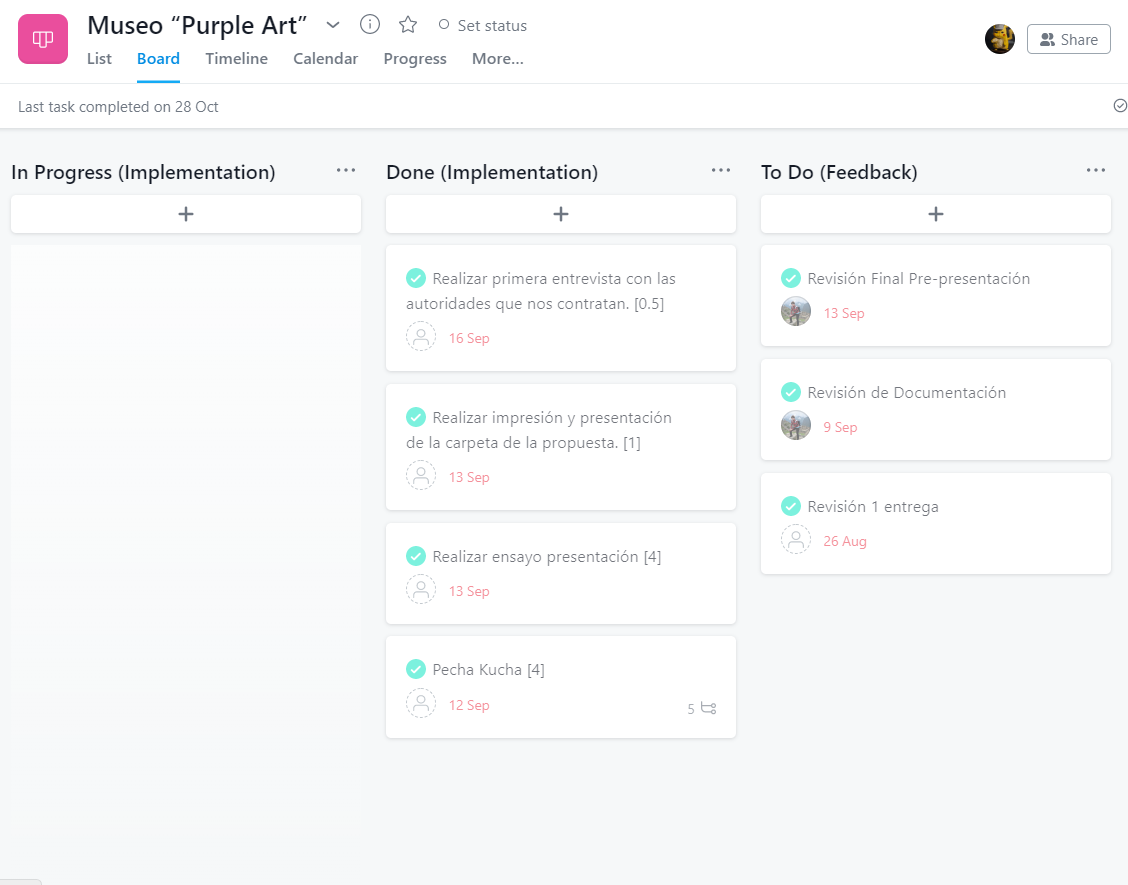 Museo “Purple Art”
Set status
Share
List Board Timeline Calendar Progress More...
Last task completed on 28 Oct
In Progress (Implementation)
Done (Implementation)
Realizar primera entrevista con las
autoridades que nos contratan. [0.5]
16 Sep
Realizar impresión y presentación
de la carpeta de la propuesta. [1]
13 Sep
Realizar ensayo presentación [4]
13 Sep
Pecha Kucha [4]
12 Sep
5
To Do (Feedback)
Revisión Final Pre-presentación
13 Sep
Revisión de Documentación
9 Sep
Revisión 1 entrega
26 Aug